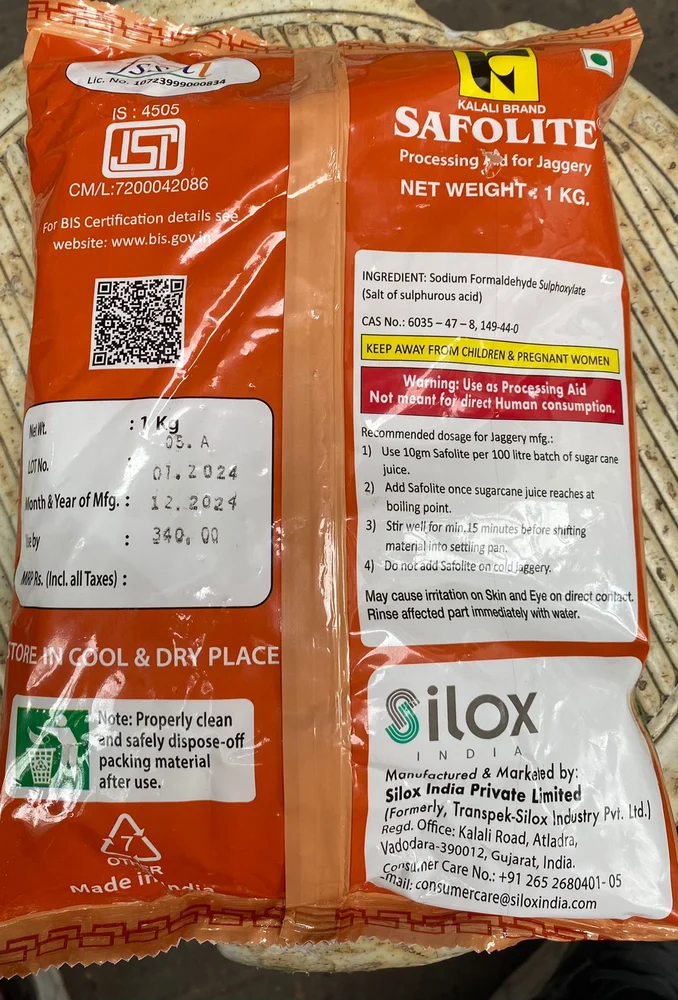 Lic. No. 10723999000834
IS : 4505
ISI
CM/L:7200042086
For BIS Certification details see
website: www.bis.gov.in
Net Wt. : 1 Kg
05. A
LOT No. :
01.2024
Month & Year of Mfg. : 12.2024
by : 340.00
MRP Rs. (Incl. all Taxes) :
STORE IN COOL & DRY PLACE
Note: Properly clean
and safely dispose-off
packing material
after use.
7
OTHER
Made in India
KALALI BRAND
SAFOLITE
Processing Aid for Jaggery
NET WEIGHT : 1 KG.
INGREDIENT: Sodium Formaldehyde Sulphoxylate
(Salt of sulphurous acid)
CAS No.: 6035 – 47 – 8, 149-44-0
KEEP AWAY FROM CHILDREN & PREGNANT WOMEN
Warning: Use as Processing Aid
Not meant for direct Human consumption.
Recommended dosage for Jaggery mfg.:
1) Use 10gm Safolite per 100 litre batch of sugar cane
juice.
2) Add Safolite once sugarcane juice reaches at
boiling point.
3) Stir well for min.15 minutes before shifting
material into settling pan.
4) Do not add Safolite on cold jaggery.
May cause irritation on Skin and Eye on direct contact.
Rinse affected part immediately with water.
Silox
INDIA
Manufactured & Marketed by:
Silox India Private Limited
(Formerly, Transpek-Silox Industry Pvt. Ltd.)
Regd. Office: Kalali Road, Atladra,
Vadodara-390012, Gujarat, India.
Consumer Care No.: +91 265 2680401-05
E-mail: consumercare@siloxindia.com